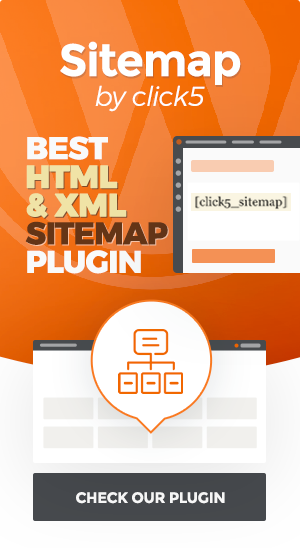 Sitemap
by click5
BEST
HTML
& XML
SITEMAP
PLUGIN
[click5_sitemap]
CHECK OUR PLUGIN